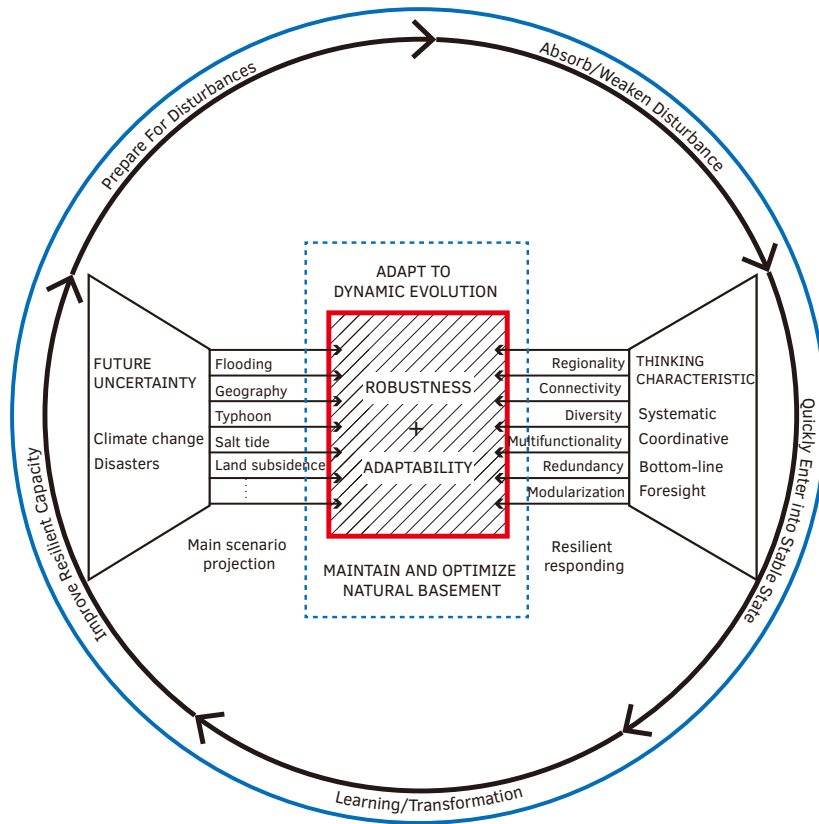 Prepare For Disturbances
Absorb/Weaken Disturbance
Quickly Enter into Stable State
Learning/Transformation
Improve Resilient Capacity
FUTURE
UNCERTAINTY
Climate change
Disasters
Flooding
Geography
Typhoon
Salt tide
Land subsidence
Main scenario
projection
ADAPT TO
DYNAMIC EVOLUTION
ROBUSTNESS
+
ADAPTABILITY
MAINTAIN AND OPTIMIZE
NATURAL BASEMENT
Regionality
Connectivity
Diversity
Multifunctionality
Redundancy
Modularization
Resilient
responding
THINKING
CHARACTERISTIC
Systematic
Coordinative
Bottom-line
Foresight